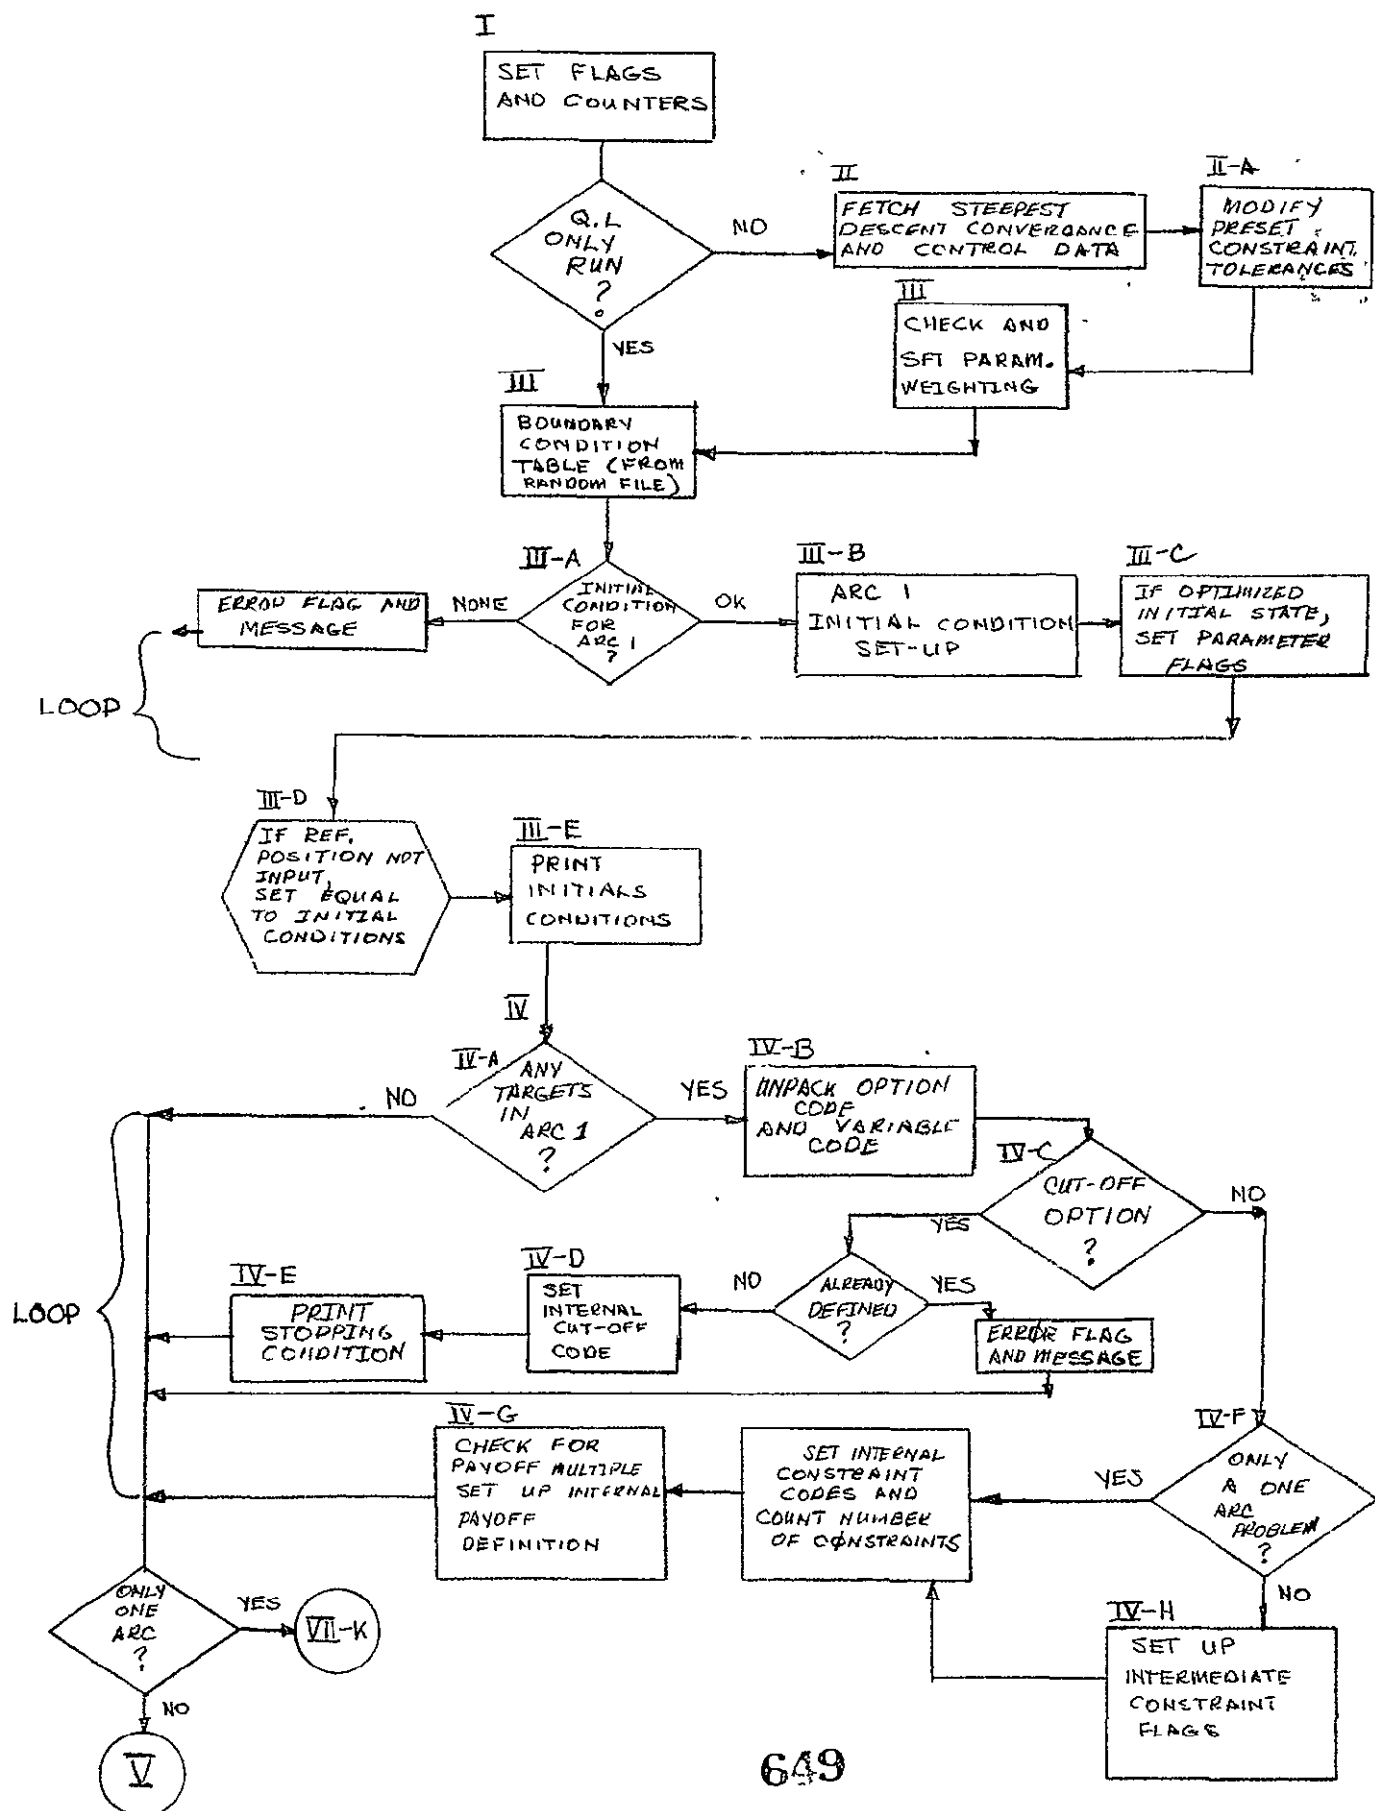 I
SET FLAGS
AND COUNTERS
Q.L
ONLY
RUN
?
NO
YES
II
FETCH STEEPEST
DESCENT CONVERGANCE
AND CONTROL DATA
II-A
MODIFY
PRESET
CONSTRAINT
TOLERANCES
III
CHECK AND
SET PARAM.
WEIGHTING
III
BOUNDARY
CONDITION
TABLE (FROM
RANDOM FILE)
III-A
INITIAL
CONDITION
FOR
ARC 1
?
NONE
OK
ERROR FLAG AND
MESSAGE
LOOP
III-B
ARC 1
INITIAL CONDITION
SET-UP
III-C
IF OPTIMIZED
INITIAL STATE,
SET PARAMETER
FLAGS
III-D
IF REF.
POSITION NOT
INPUT,
SET EQUAL
TO INITIAL
CONDITIONS
III-E
PRINT
INITIALS
CONDITIONS
IV
IV-A
ANY
TARGETS
IN
ARC 1
?
NO
YES
IV-B
UNPACK OPTION
CODE
AND VARIABLE
CODE
IV-C
CUT-OFF
OPTION
?
YES
NO
ALREADY
DEFINED
?
NO
YES
IV-D
SET
INTERNAL
CUT-OFF
CODE
IV-E
PRINT
STOPPING
CONDITION
LOOP
ERROR FLAG
AND MESSAGE
IV-F
ONLY
A ONE
ARC
PROBLEM
?
YES
NO
SET INTERNAL
CONSTRAINT
CODES AND
COUNT NUMBER
OF CONSTRAINTS
IV-G
CHECK FOR
PAYOFF MULTIPLE
SET UP INTERNAL
PAYOFF
DEFINITION
IV-H
SET UP
INTERMEDIATE
CONSTRAINT
FLAGS
ONLY
ONE
ARC
?
YES
VII-K
NO
V
649